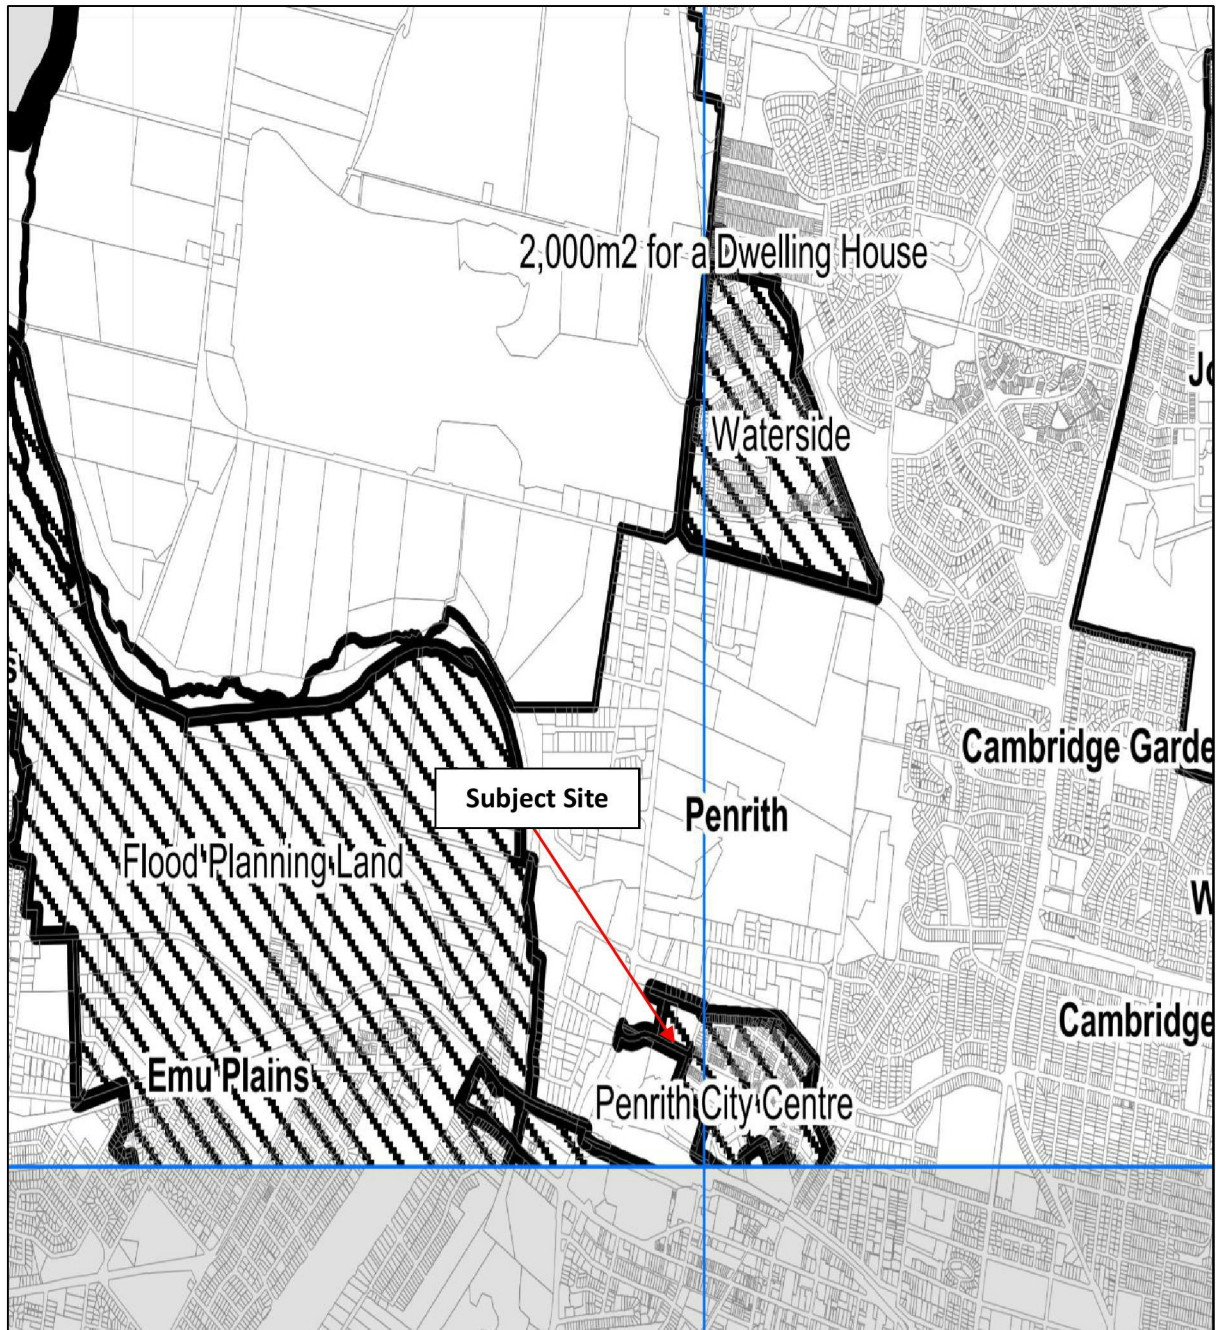 2,000m2 for a Dwelling House
Waterside
Cambridge Garde
Subject Site
Penrith
Flood Planning Land
Cambridge
Emu Plains
Penrith City Centre